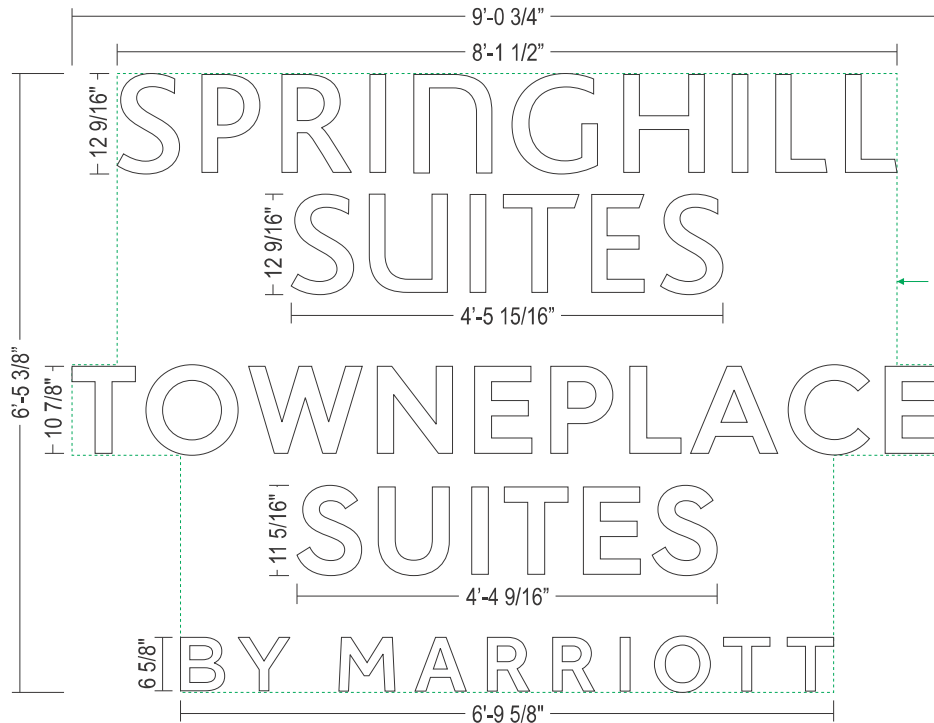 9’-0 3/4”
8’-1 1/2”
12 9/16"
SPRINGHILL
12 9/16"
SUITES
4’-5 15/16”
6’-5 3/8”
10 7/8"
TOWNEPLACE
11 5/16"
SUITES
4’-4 9/16”
6 5/8"
BY MARRIOTT
6’-9 5/8"